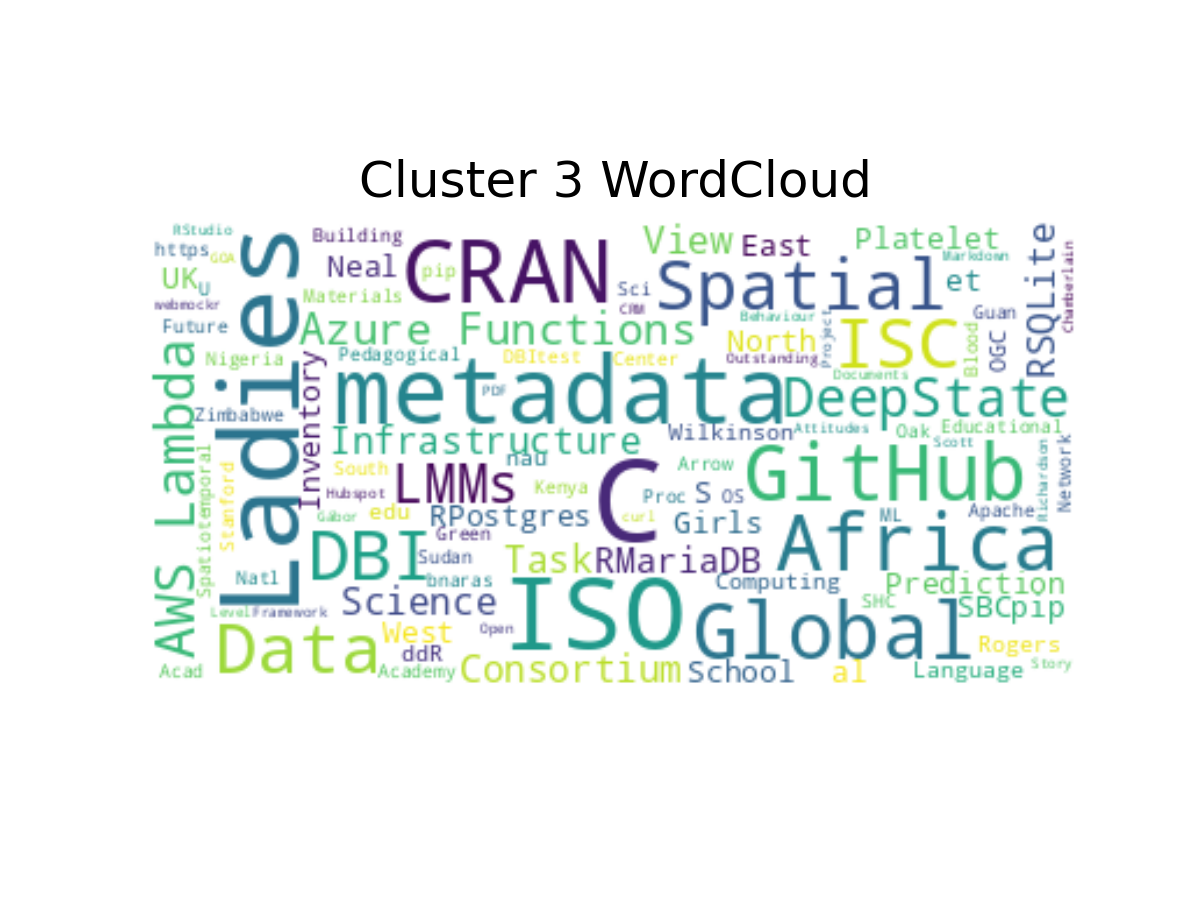 Cluster 3 WordCloud
RStudio
https
GOA
UK
U
webmockr
Future
Nigeria
Zimbabwe
AWS Lambda
Ladies
Spatiotemporal
Stanford
Natl
Level
Framework
Acad
Building
Neal
pip
CRAN
Materials
Azure Functions
Pedagogical
DBItest
Center
Inventory
metadata
PDF
Infrastructure
nau
South
Hubspot
LMMs
Kenya
Gábor
edu
RPostgres
Green
DBI
Sudan
bnaras
Science
West
Open
ddR
Data
Academy
Consortium
View
East
Platelet
Markdown
Sci
CRM
Spatial
et
Behaviour
Project
North
Outstanding
ISC
Blood
Guan
OGC
RSQLite
Chamberlain
Documents
DeepState
Wilkinson
Attitudes
Oak
Educational
Scott
Arrow
C
curl
Proc
S
OS
Girls
GitHub
Richardson
Network
ML
Apache
Africa
Task
RMariaDB
Computing
Prediction
SHC
SBCpip
ISO
Global
Rogers
School
al
Language
Story